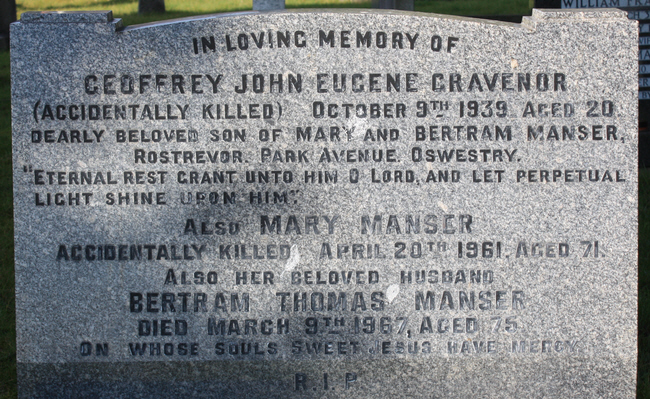 IN LOVING MEMORY OF
GEOFFREY JOHN EUGENE GRAVENOR
(ACCIDENTALLY KILLED) OCTOBER 9TH 1939. AGED 20
DEARLY BELOVED SON OF MARY AND BERTRAM MANSER,
ROSTREVOR. PARK AVENUE. OSWESTRY.
"ETERNAL REST GRANT UNTO HIM O LORD, AND LET PERPETUAL
LIGHT SHINE UPON HIM".
ALSO MARY MANSER
ACCIDENTALLY KILLED APRIL 20TH 1961, AGED 71.
ALSO HER BELOVED HUSBAND
BERTRAM THOMAS MANSER
DIED MARCH 9TH 1967, AGED 75
ON WHOSE SOULS SWEET JESUS HAVE MERCY.
R.I.P
WILLIAM